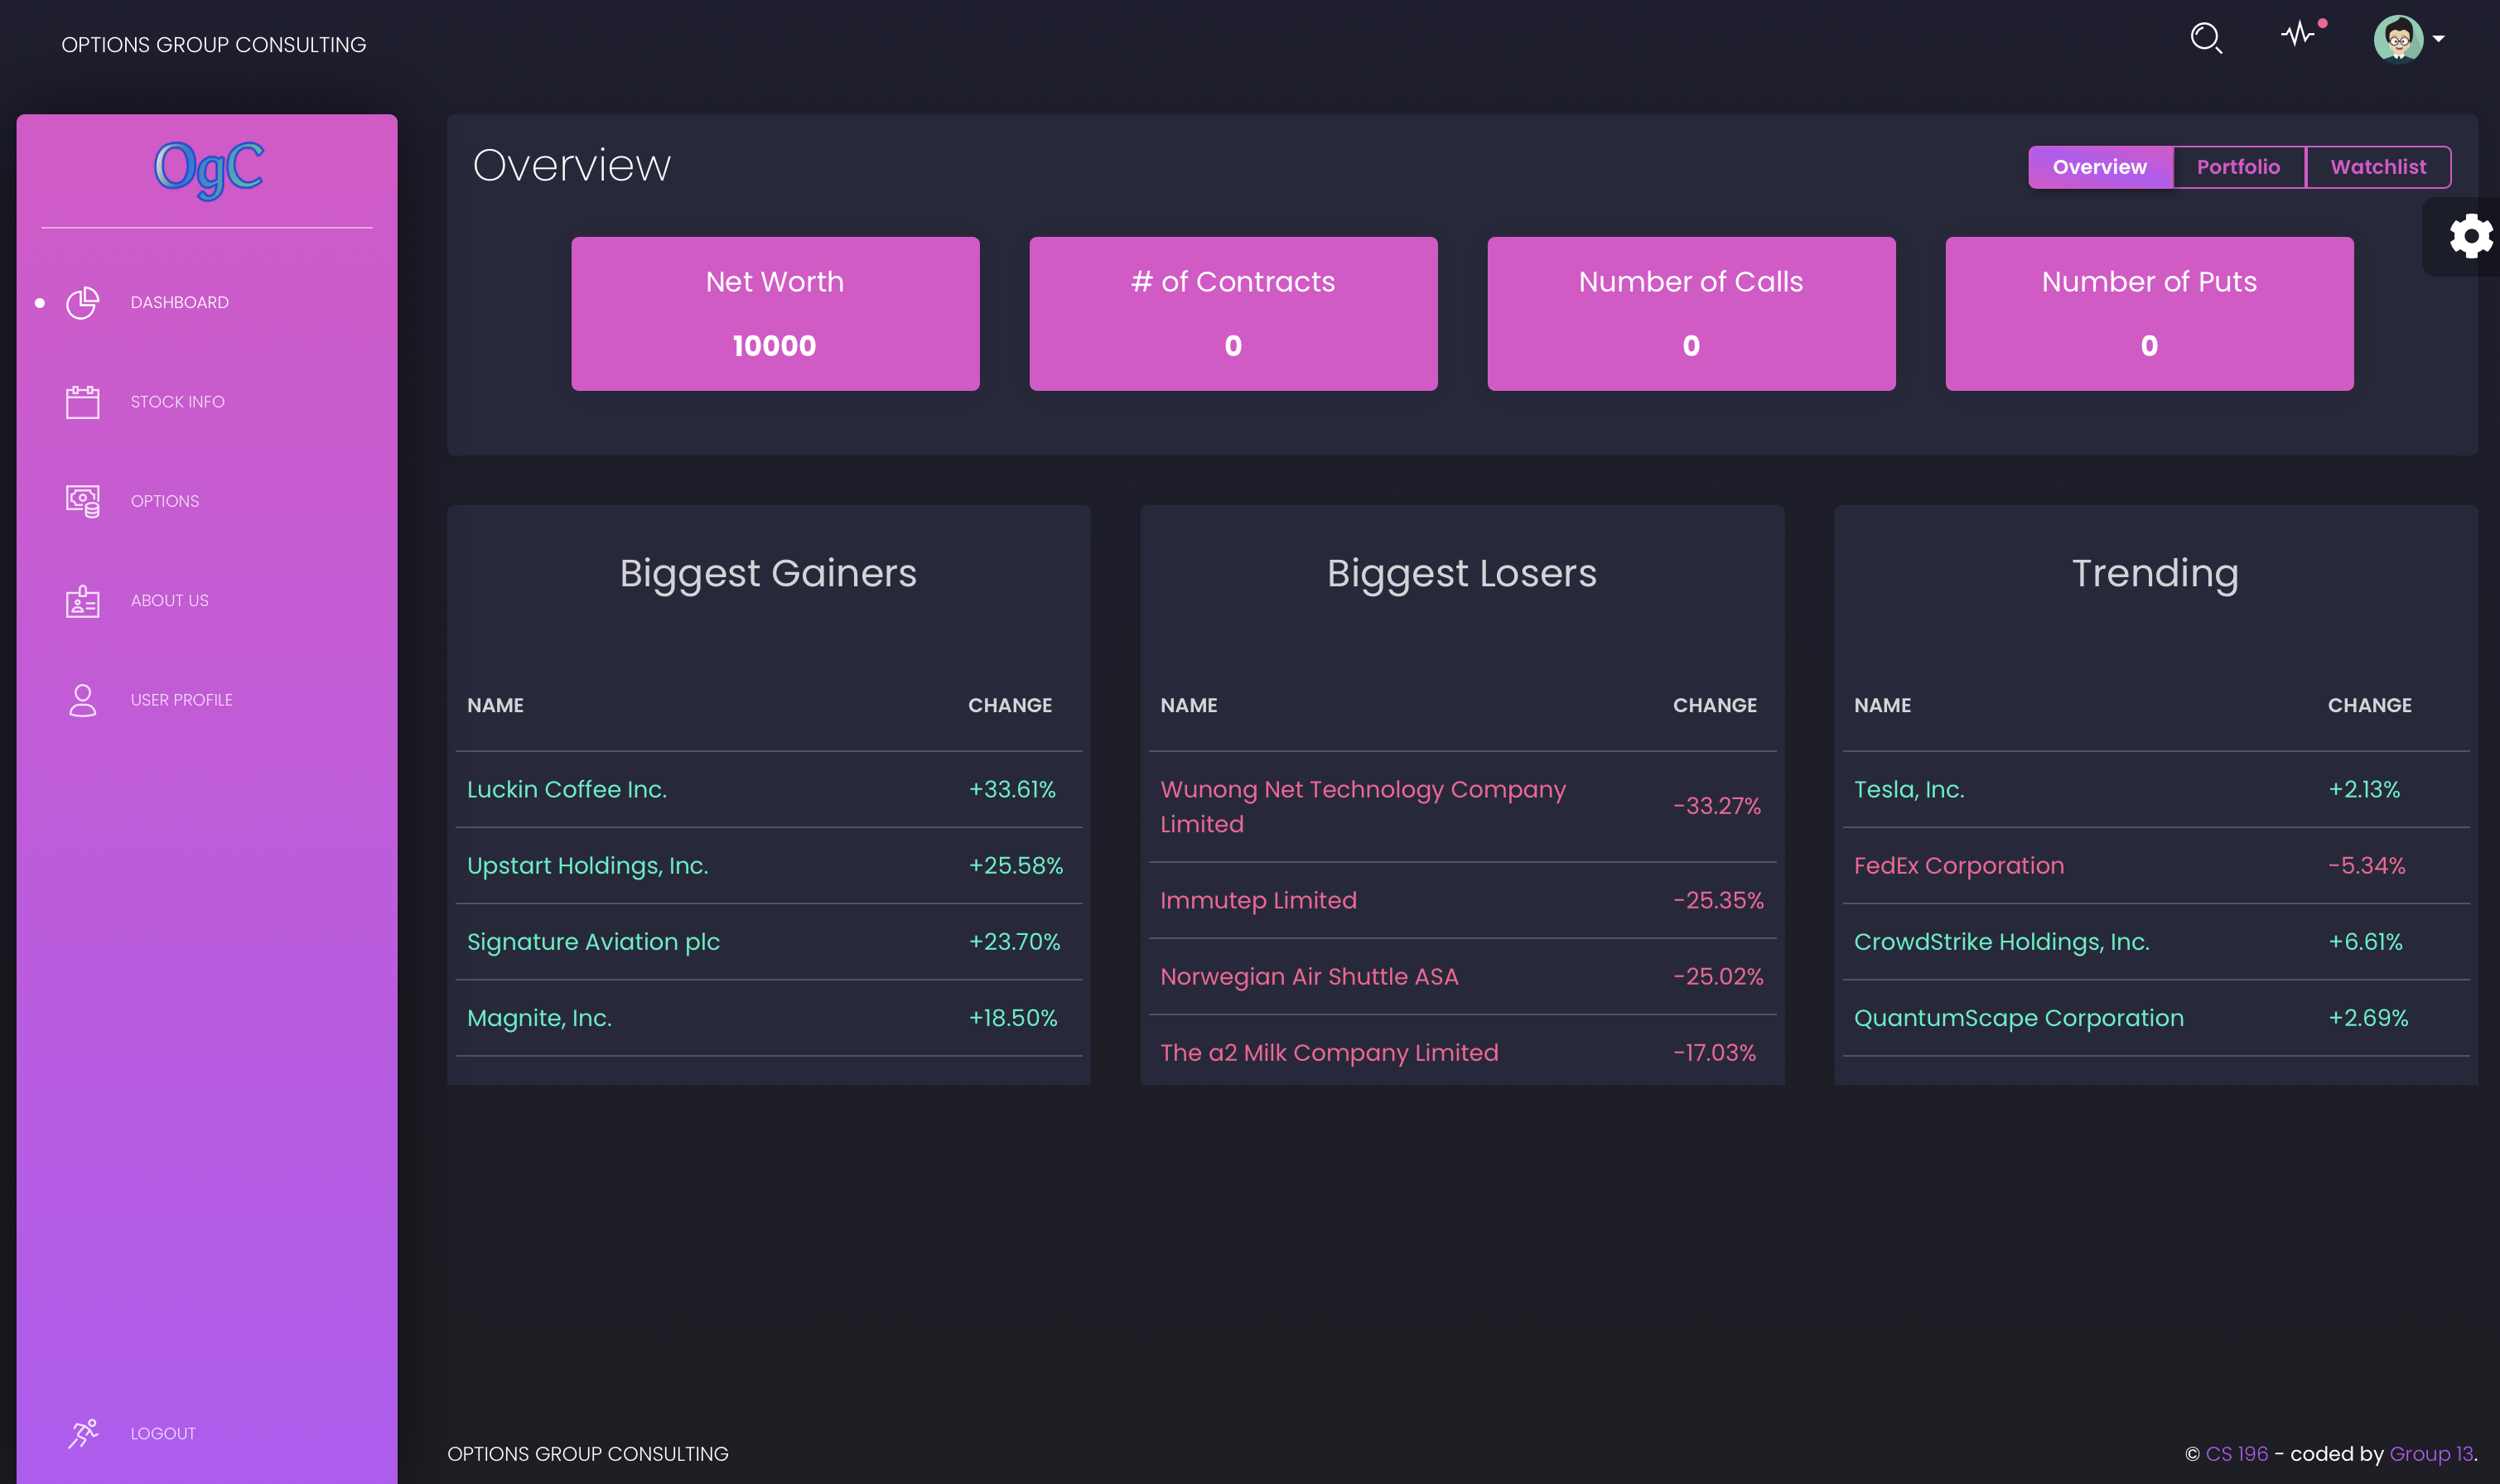 OPTIONS GROUP CONSULTING
OgC
DASHBOARD
STOCK INFO
OPTIONS
ABOUT US
USER PROFILE
LOGOUT
Overview
Overview Portfolio Watchlist
Net Worth
10000
# of Contracts
0
Number of Calls
0
Number of Puts
0
Biggest Gainers
NAME CHANGE
Luckin Coffee Inc. +33.61%
Upstart Holdings, Inc. +25.58%
Signature Aviation plc +23.70%
Magnite, Inc. +18.50%
Biggest Losers
NAME CHANGE
Wunong Net Technology Company
Limited
-33.27%
Immutep Limited -25.35%
Norwegian Air Shuttle ASA -25.02%
The a2 Milk Company Limited -17.03%
Trending
NAME CHANGE
Tesla, Inc. +2.13%
FedEx Corporation -5.34%
CrowdStrike Holdings, Inc. +6.61%
QuantumScape Corporation +2.69%
OPTIONS GROUP CONSULTING
© CS 196 - coded by Group 13.